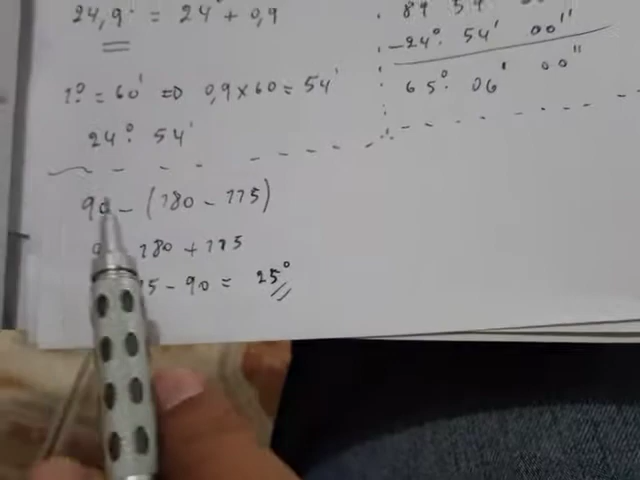 24,9° = 24° + 0,9
1° = 60' => 0,9 x 60 = 54'
24° 54'
- 24° 54' 00"
65° 06' 00"
90 - (180 - 115)
180 + 115
- 90 = 25°